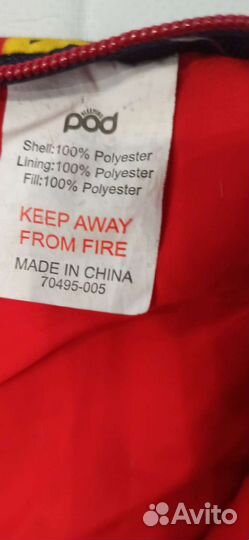 SLEEPING
pod
Shell:100% Polyester
Lining:100% Polyester
Fill:100% Polyester
KEEP AWAY
FROM FIRE
MADE IN CHINA
70495-005
Avito